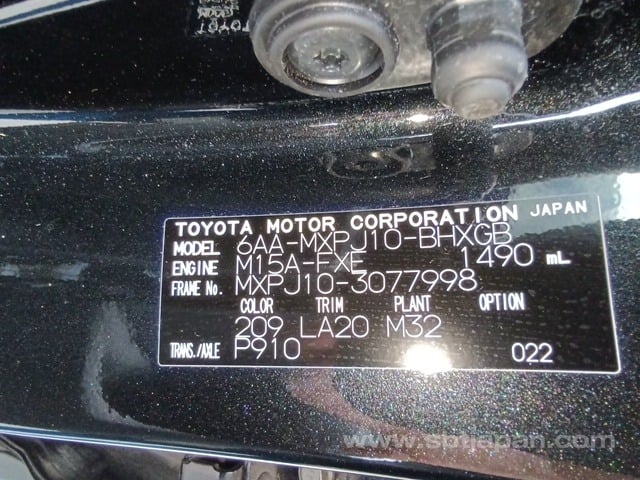 TOYOTA MOTOR CORPORATION JAPAN
MODEL 6AA-MXPJ10-BHXGB
ENGINE M15A-FXE 1490 mL
FRAME No. MXPJ10-3077998
COLOR TRIM PLANT OPTION
209 LA20 M32
TRANS./AXLE P910 022
www.sbtjapan.com